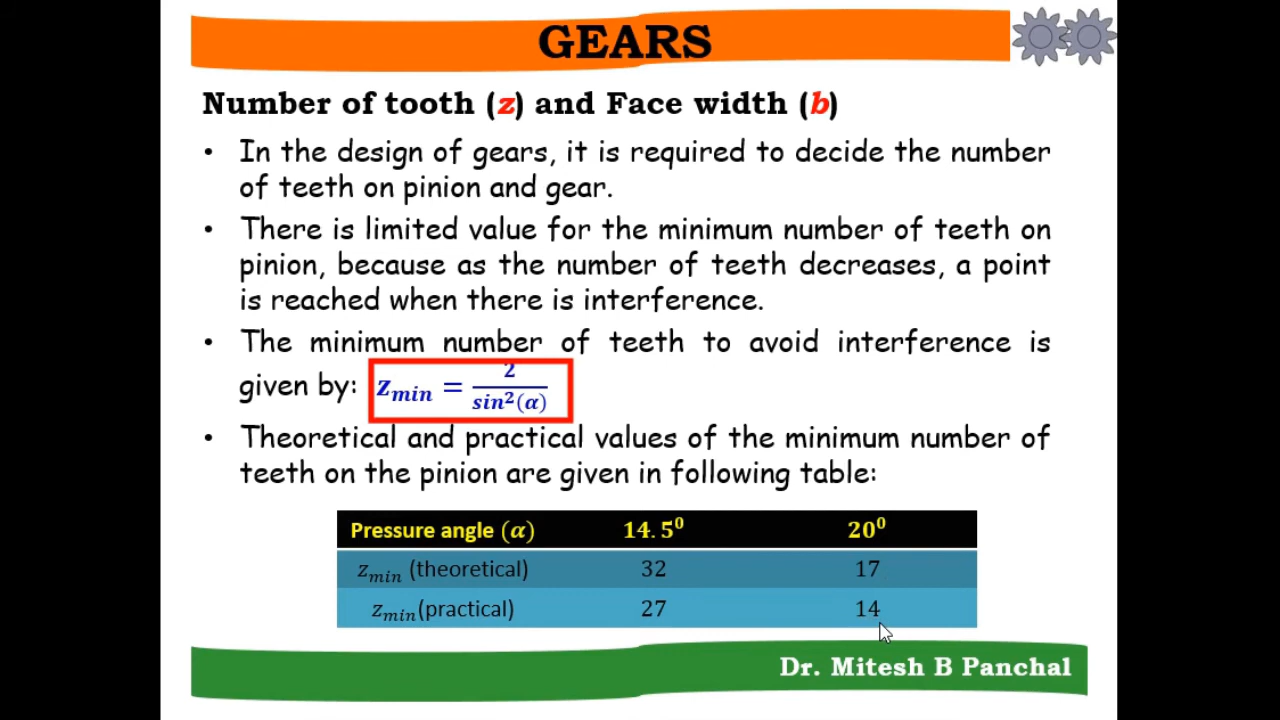 GEARS
Number of tooth (z) and Face width (b)
• In the design of gears, it is required to decide the number
of teeth on pinion and gear.
• There is limited value for the minimum number of teeth on
pinion, because as the number of teeth decreases, a point
is reached when there is interference.
• The minimum number of teeth to avoid interference is
given by: z_min = 2 / sin²(α)
• Theoretical and practical values of the minimum number of
teeth on the pinion are given in following table:
Pressure angle (α) 14.5⁰ 20⁰
z_min (theoretical) 32 17
z_min(practical) 27 14
Dr. Mitesh B Panchal